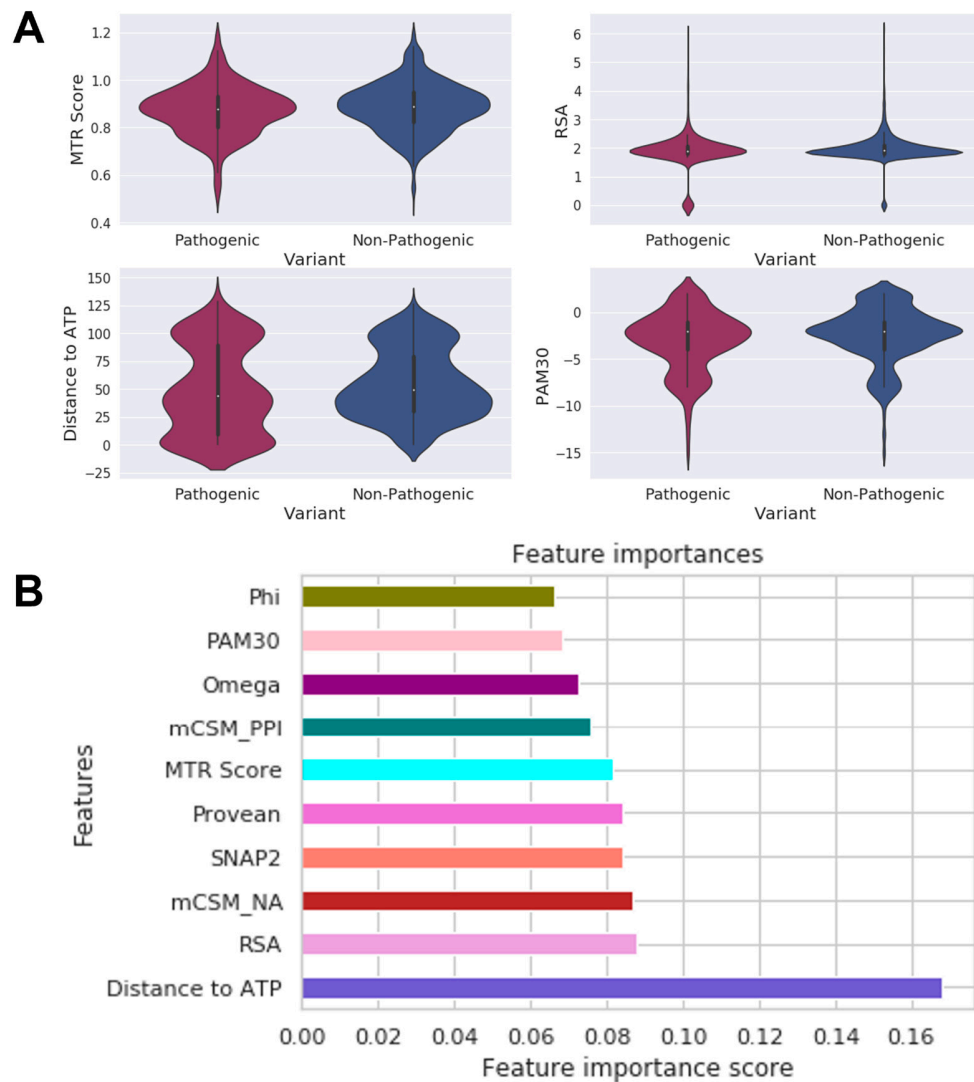 A
MTR Score
1.2
1.0
0.8
0.6
0.4
Pathogenic Non-Pathogenic
Variant
RSA
6
5
4
3
2
1
0
Pathogenic Non-Pathogenic
Variant
Distance to ATP
150
125
100
75
50
25
0
−25
Pathogenic Non-Pathogenic
Variant
PAM30
0
−5
−10
−15
Pathogenic Non-Pathogenic
Variant
B
Feature importances
Features
Phi
PAM30
Omega
mCSM_PPI
MTR Score
Provean
SNAP2
mCSM_NA
RSA
Distance to ATP
0.00 0.02 0.04 0.06 0.08 0.10 0.12 0.14 0.16
Feature importance score